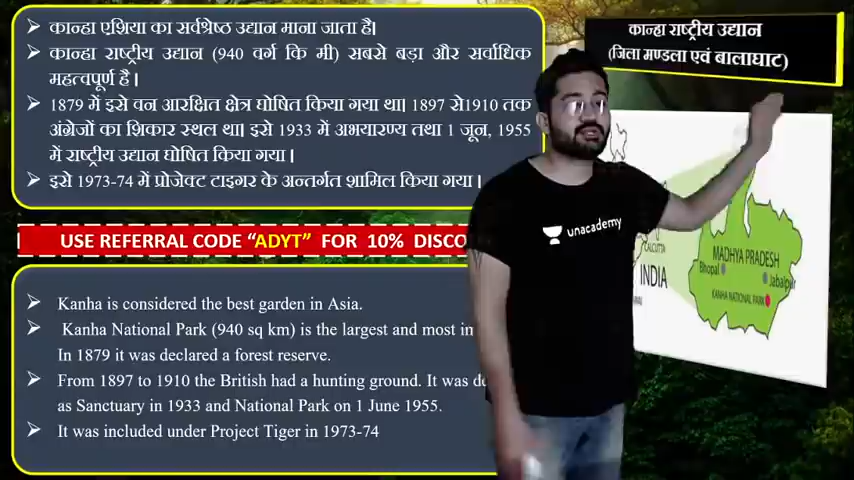 कान्हा एशिया का सर्वश्रेष्ठ उद्यान माना जाता है।
कान्हा राष्ट्रीय उद्यान (940 वर्ग कि मी) सबसे बड़ा और सर्वाधिक
महत्वपूर्ण है।
1879 में इसे वन आरक्षित क्षेत्र घोषित किया गया था। 1897 से1910 तक
अंग्रेजों का शिकार स्थल था। इसे 1933 में अभयारण्य तथा 1 जून, 1955
में राष्ट्रीय उद्यान घोषित किया गया।
इसे 1973-74 में प्रोजेक्ट टाइगर के अन्तर्गत शामिल किया गया।
USE REFERRAL CODE “ADYT” FOR 10%
Kanha is considered the best garden in Asia.
Kanha National Park (940 sq km) is the largest and most
In 1879 it was declared a forest reserve.
From 1897 to 1910 the British had a hunting ground. It was
as Sanctuary in 1933 and National Park on 1 June 1955.
It was included under Project Tiger in 1973-74
कान्हा राष्ट्रीय उद्यान
(जिला मण्डला एवं बालाघाट)
unacademy
CALCUTTA
INDIA
MADHYA PRADESH
Bhopal
Jabalpur
KANHA NATIONAL PARK